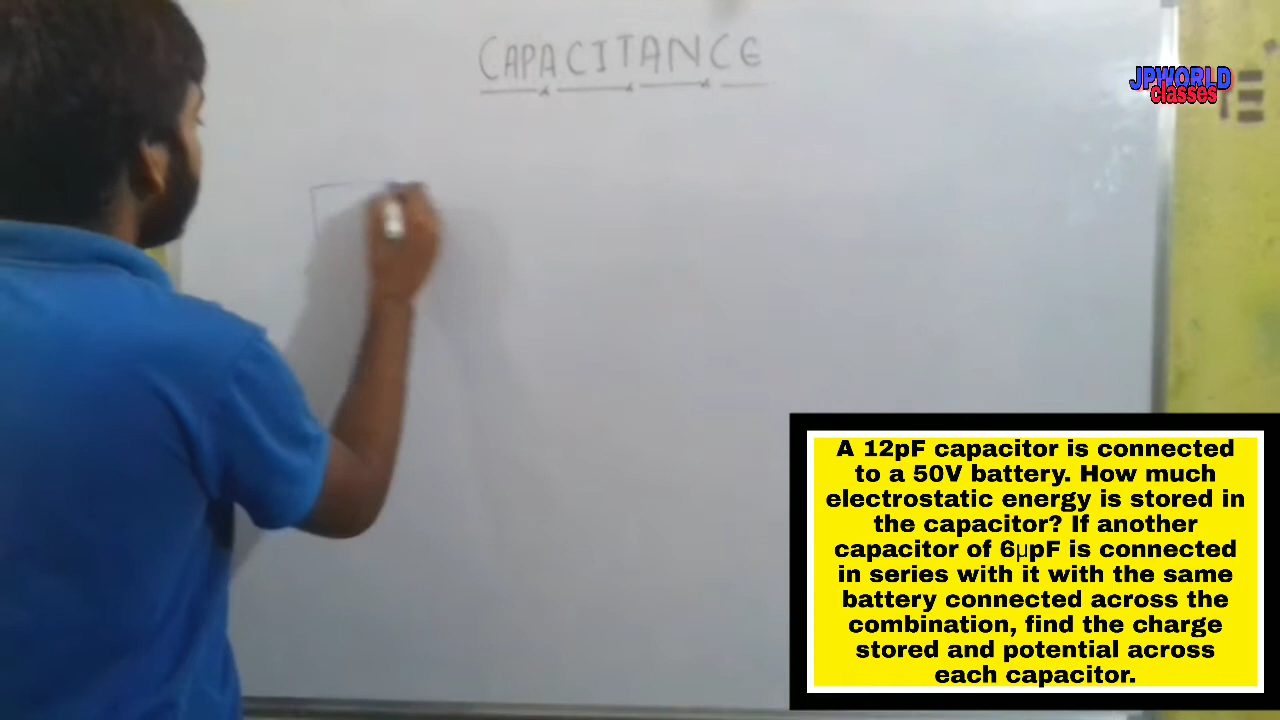 CAPACITANCE
JPWORLD
classes
A 12pF capacitor is connected
to a 50V battery. How much
electrostatic energy is stored in
the capacitor? If another
capacitor of 6μpF is connected
in series with it with the same
battery connected across the
combination, find the charge
stored and potential across
each capacitor.